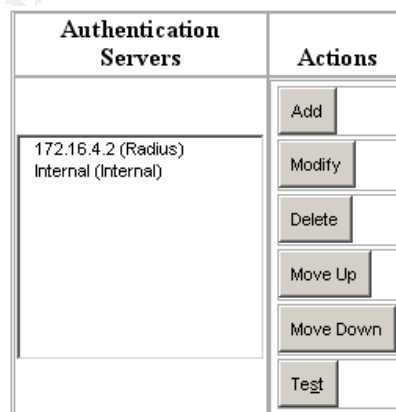 Authentication
Servers
Actions
172.16.4.2 (Radius)
Internal (Internal)
Add
Modify
Delete
Move Up
Move Down
Test